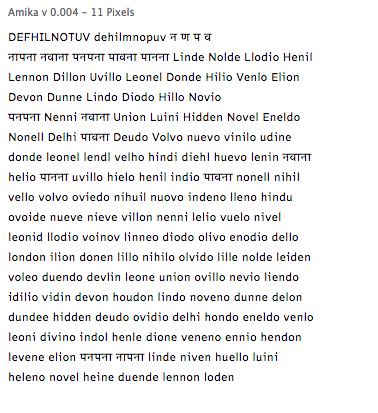 Amika v 0.004 – 11 Pixels
DEFHILNOTUV dehilmnopuv न ण प व
नापना नवाना पनपना पावना पानना Linde Nolde Llodio Henil
Lennon Dillon Uvillo Leonel Donde Hilio Venlo Elion
Devon Dunne Lindo Diodo Hillo Novio
पनपना Nenni नवाना Union Luini Hidden Novel Eneldo
Nonell Delhi पावना Deudo Volvo nuevo vinilo udine
donde leonel lendl velho hindi diehl huevo lenin नवाना
helio पानना uvillo hielo henil indio पावना nonell nihil
vello volvo oviedo nihuil nuovo indeno lleno hindu
ovoide nueve nieve villon nenni lelio vuelo nivel
leonid llodio voinov linneo diodo olivo enodio dello
london ilion donen lillo nihilo olvido lille nolde leiden
voleo duendo devlin leone union ovillo nevio liendo
idilio vidin devon houdon lindo noveno dunne delon
dundee hidden deudo ovidio delhi hondo eneldo venlo
leoni divino indol henle dione veneno ennio hendon
levene elion पनपना नापना linde niven huello luini
heleno novel heine duende lennon loden